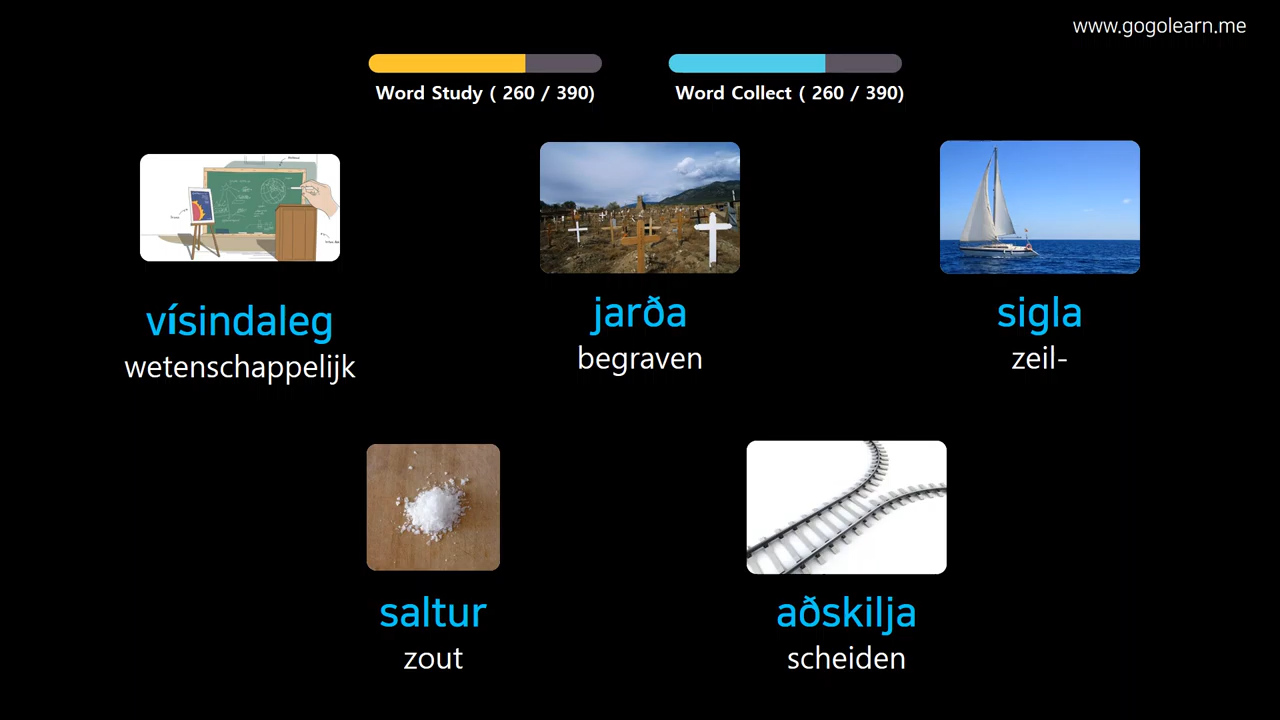 www.gogolearn.me
Word Study ( 260 / 390)
Word Collect ( 260 / 390)
vísindaleg
wetenschappelijk
jarða
begraven
sigla
zeil-
saltur
zout
aðskilja
scheiden